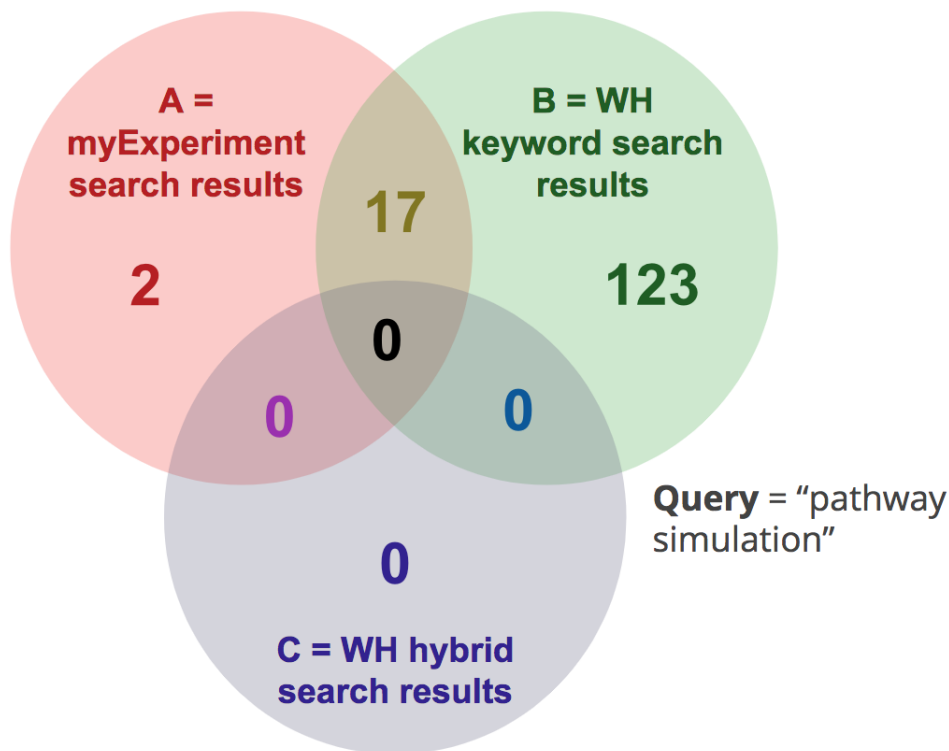 A =
myExperiment
search results
B = WH
keyword search
results
17
2
123
0
0
0
Query = “pathway
simulation”
0
C = WH hybrid
search results